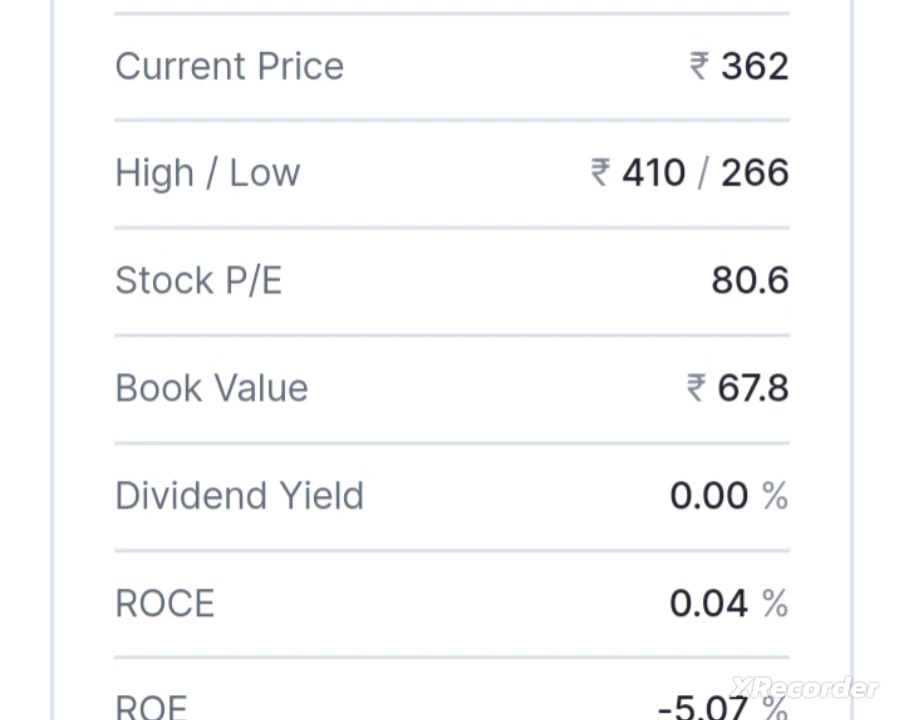 Current Price ₹ 362
High / Low ₹ 410 / 266
Stock P/E 80.6
Book Value ₹ 67.8
Dividend Yield 0.00 %
ROCE 0.04 %
ROE -5.07 %
XRecorder